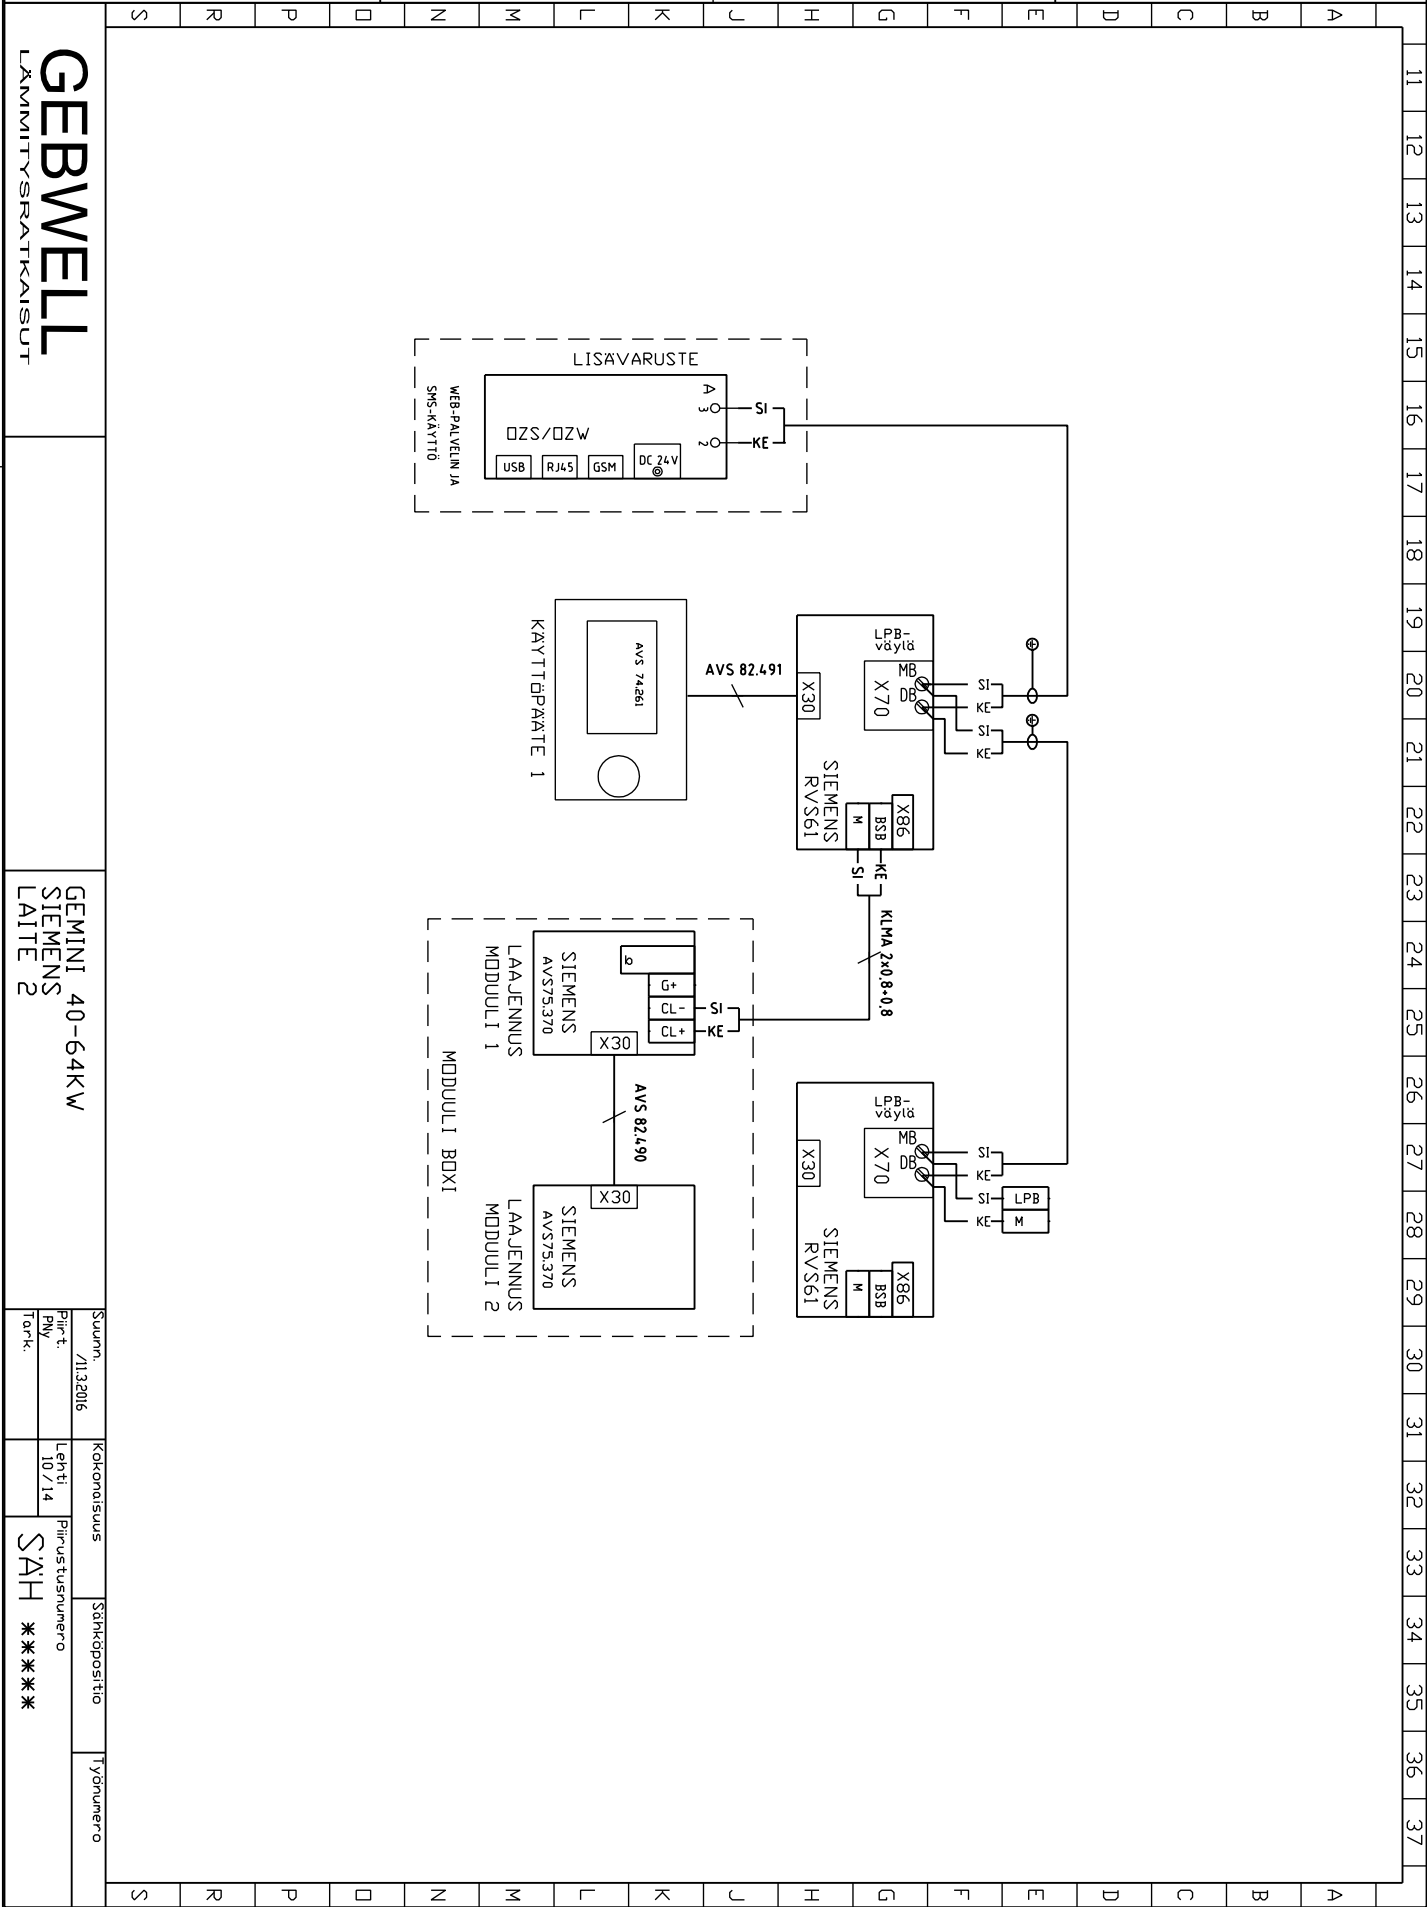 S R P O N M L K J H G F E D C B A
11 12 13 14 15 16 17 18 19 20 21 22 23 24 25 26 27 28 29 30 31 32 33 34 35 36 37
LISÄVARUSTE
A
3
2
SI
KE
OZS/OZW
USB
RJ45
GSM
DC 24V
WEB-PALVELIN JA
SMS-KÄYTTÖ
AVS 74.261
KÄYTTÖPÄÄTE 1
AVS 82.491
LPB-
väylä
MB
DB
X70
X30
SI
KE
SI
KE
SIEMENS
RVS61
X86
BSB
M
KE
SI
KLMA 2x0.8+0.8
b
G+
CL-
CL+
SI
KE
X30
SIEMENS
AVS75.370
LAAJENNUS
MODUULI 1
AVS 82.490
MODUULI BOXI
X30
SIEMENS
AVS75.370
LAAJENNUS
MODUULI 2
LPB-
väylä
MB
DB
X70
X30
SI
KE
SI
KE
LPB
M
SIEMENS
RVS61
X86
BSB
M
GEBWELL
LÄMMITYSRATKAISUT
GEMINI 40-64KW
SIEMENS
LAITE 2
Suunn.
/11.3.2016
Piirt.
PNy
Tark.
Kokonaisuus
Lehti
10 / 14
Sähköpositio
Työnumero
Piirustusnumero
SÄH *****
S R P O N M L K J H G F E D C B A